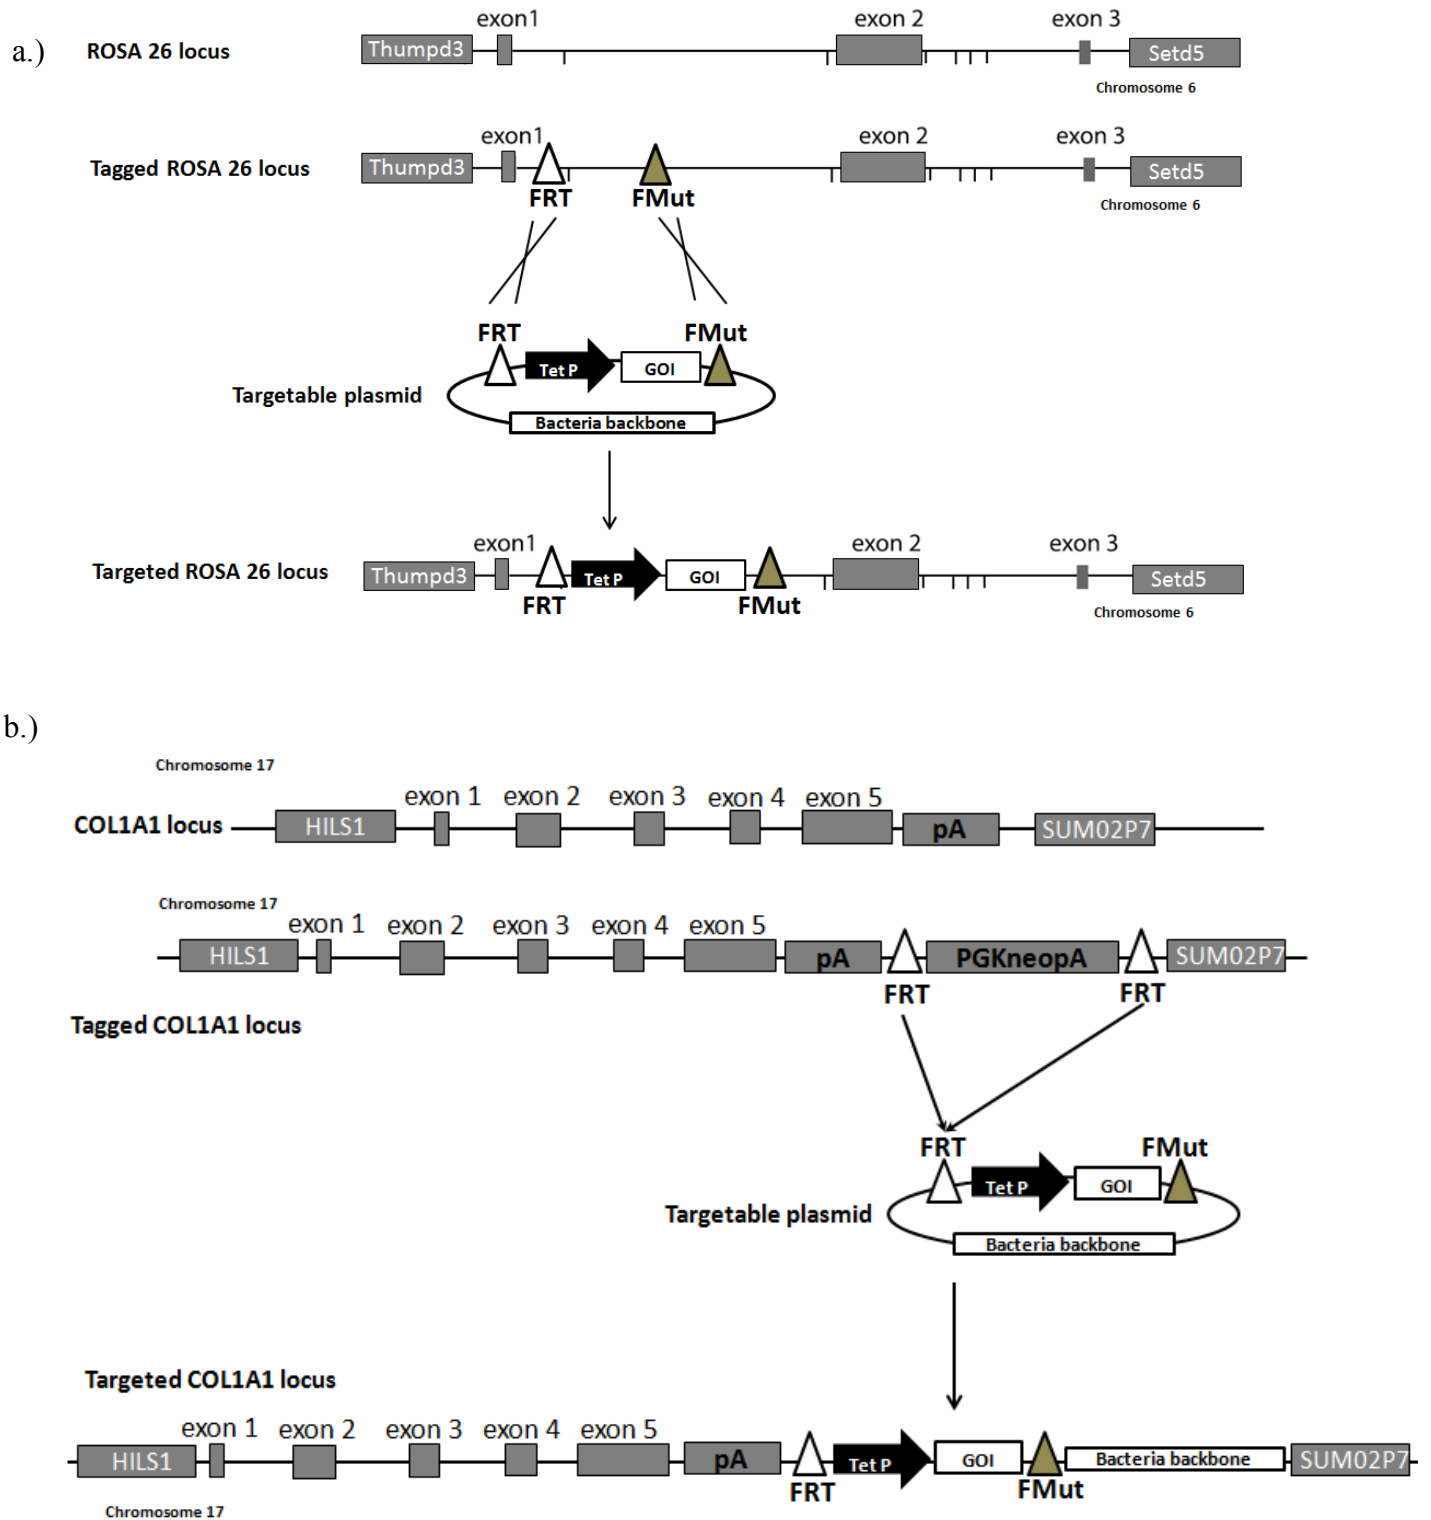 a.)
ROSA 26 locus
exon1
exon 2
exon 3
Thumpd3
Setd5
Chromosome 6
Tagged ROSA 26 locus
exon1
exon 2
exon 3
Thumpd3
Setd5
FRT
FMut
Chromosome 6
FRT
FMut
Tet P
GOI
Targetable plasmid
Bacteria backbone
exon1
exon 2
exon 3
Targeted ROSA 26 locus
Thumpd3
Tet P
GOI
Setd5
FRT
FMut
Chromosome 6
b.)
Chromosome 17
exon 1
exon 2
exon 3
exon 4
exon 5
COL1A1 locus
HILS1
pA
SUM02P7
Chromosome 17
exon 1
exon 2
exon 3
exon 4
exon 5
HILS1
pA
PGKneopA
SUM02P7
FRT
FRT
Tagged COL1A1 locus
FRT
FMut
Tet P
GOI
Targetable plasmid
Bacteria backbone
Targeted COL1A1 locus
exon 1
exon 2
exon 3
exon 4
exon 5
HILS1
pA
Tet P
GOI
Bacteria backbone
SUM02P7
FRT
FMut
Chromosome 17